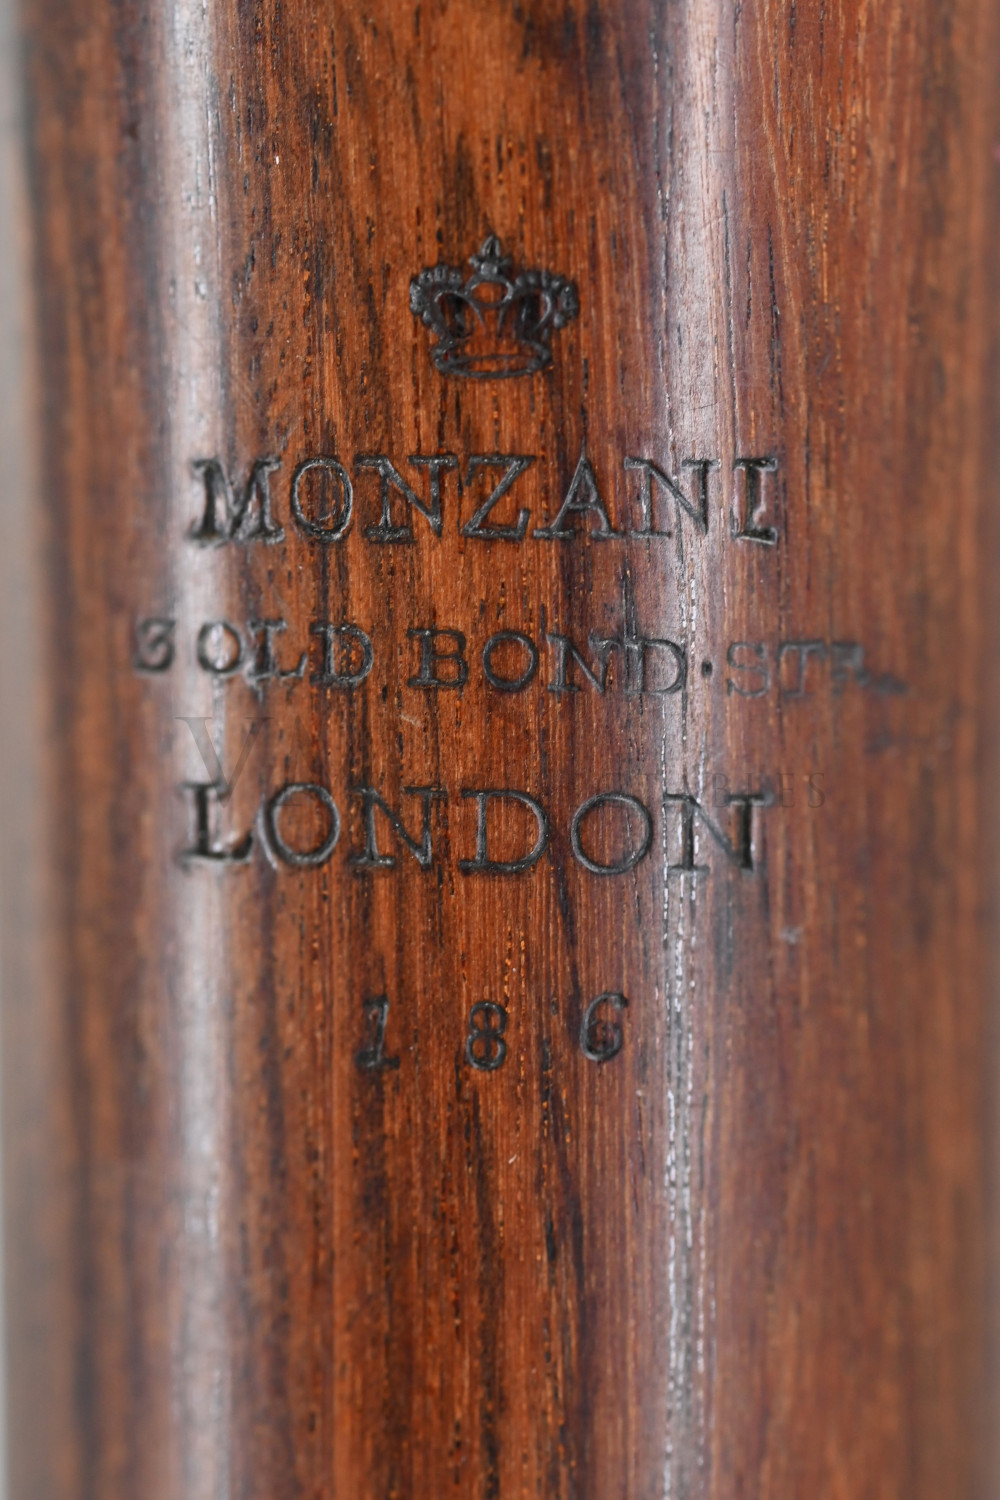 MONZANI
3 OLD BOND·STR.
LONDON
186